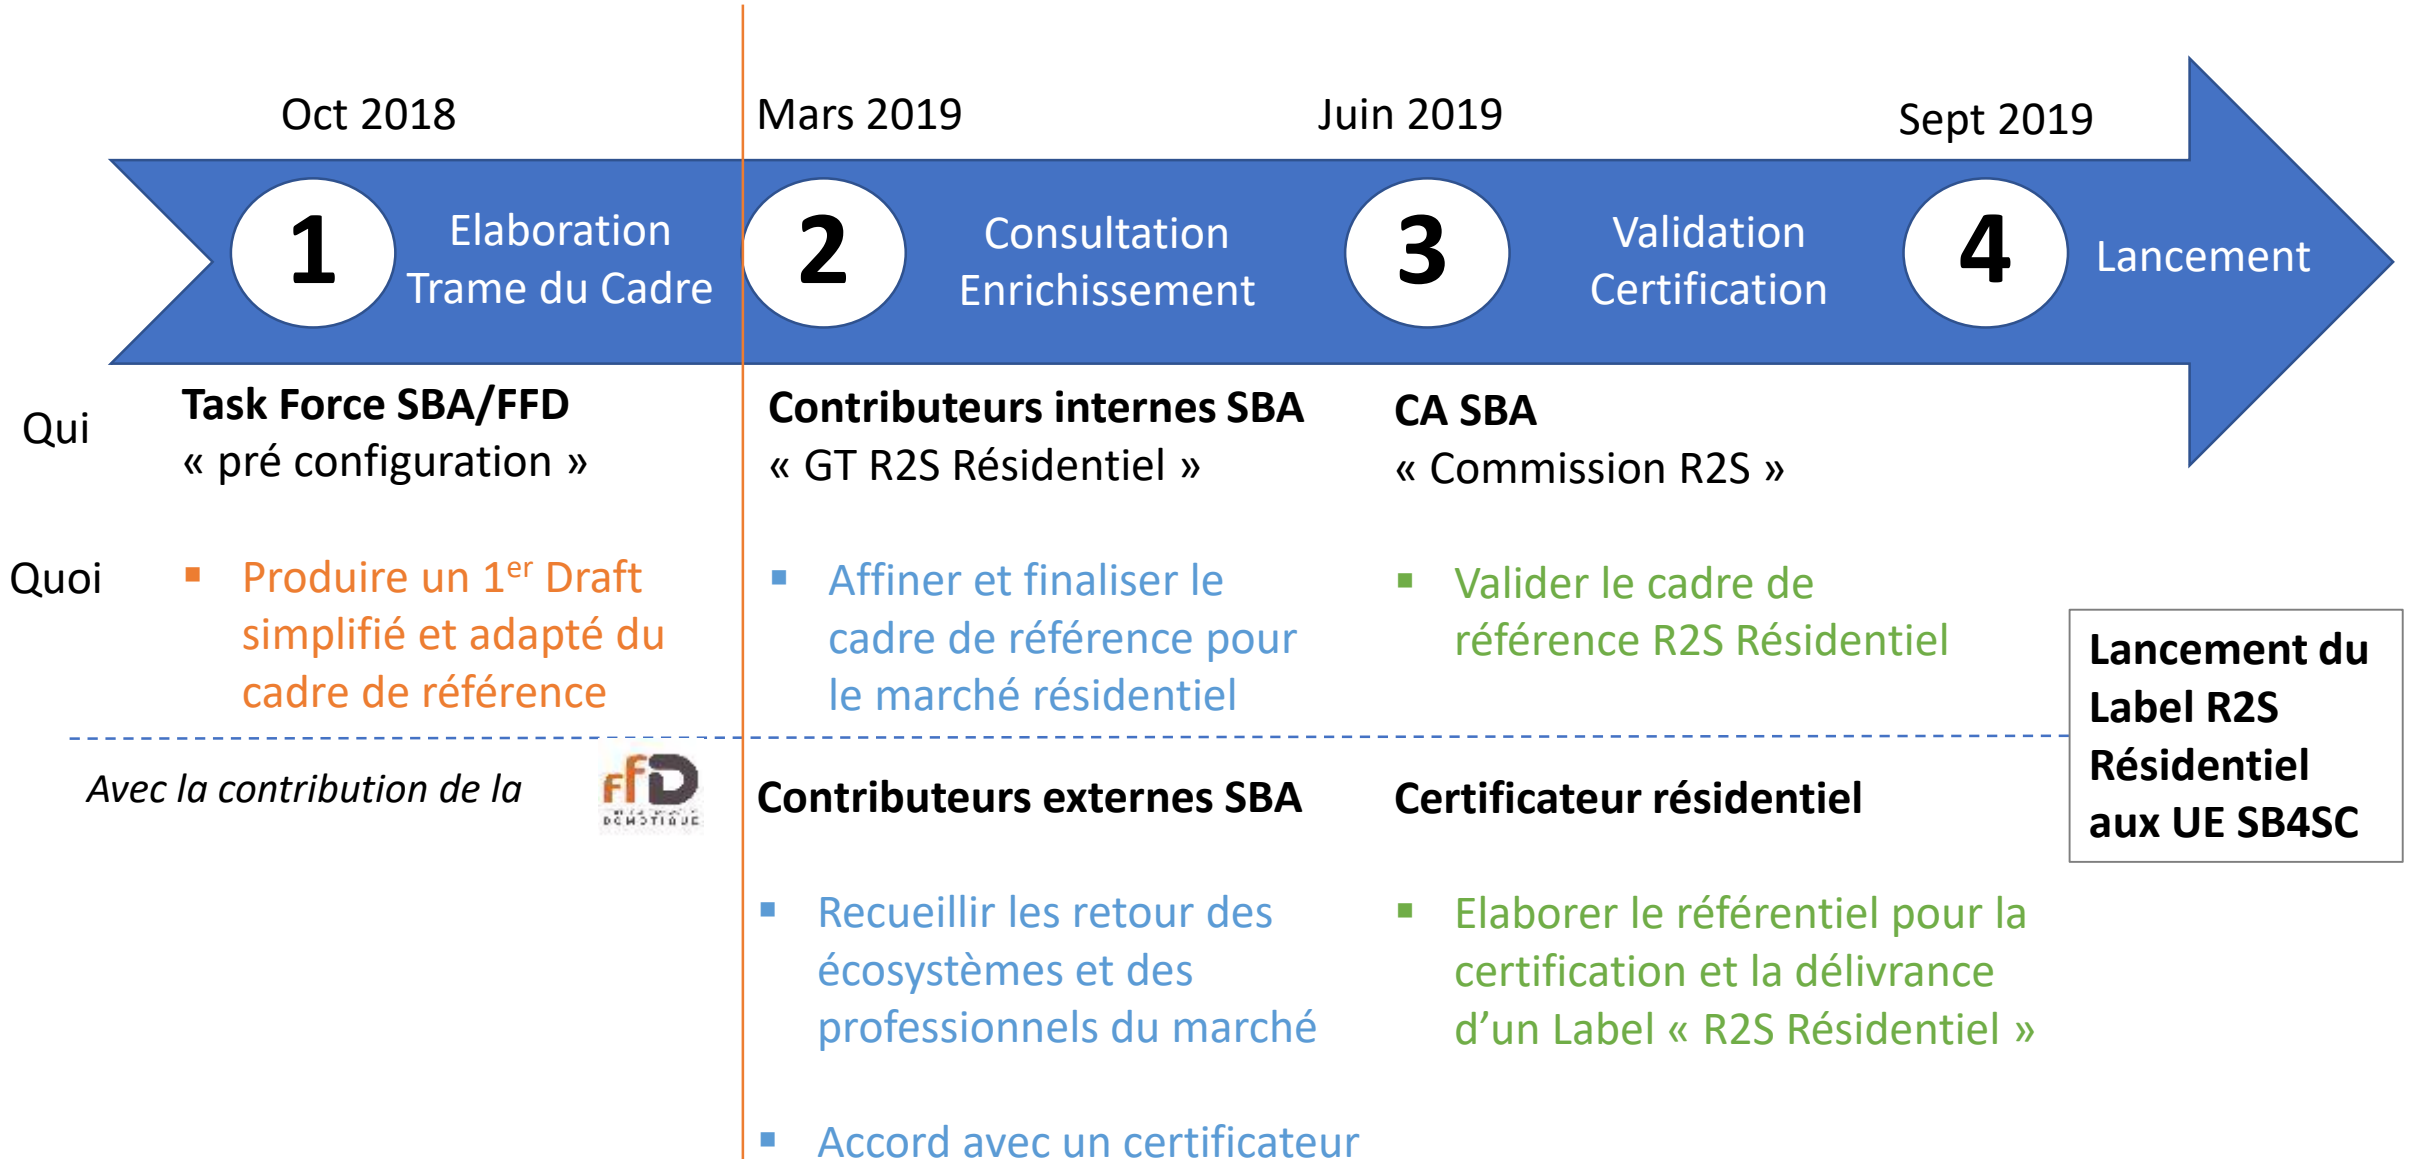 Oct 2018
Mars 2019
Juin 2019
Sept 2019
1
Elaboration
Trame du Cadre
2
Consultation
Enrichissement
3
Validation
Certification
4
Lancement
Qui
Task Force SBA/FFD
« pré configuration »
Contributeurs internes SBA
« GT R2S Résidentiel »
CA SBA
« Commission R2S »
Quoi
▪ Produire un 1er Draft
simplifié et adapté du
cadre de référence
▪ Affiner et finaliser le
cadre de référence pour
le marché résidentiel
▪ Valider le cadre de
référence R2S Résidentiel
Lancement du
Label R2S
Résidentiel
aux UE SB4SC
Avec la contribution de la
FFD
DOMOTIQUE
Contributeurs externes SBA
▪ Recueillir les retour des
écosystèmes et des
professionnels du marché
▪ Accord avec un certificateur
Certificateur résidentiel
▪ Elaborer le référentiel pour la
certification et la délivrance
d’un Label « R2S Résidentiel »